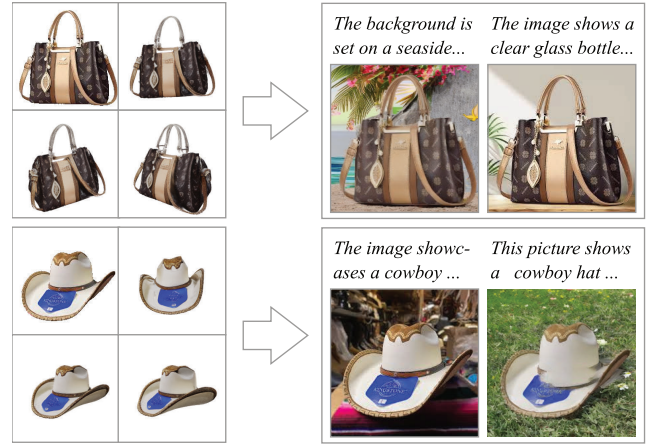 The background is
set on a seaside...
The image shows a
clear glass bottle...
The image showc-
ases a cowboy ...
This picture shows
a cowboy hat ...